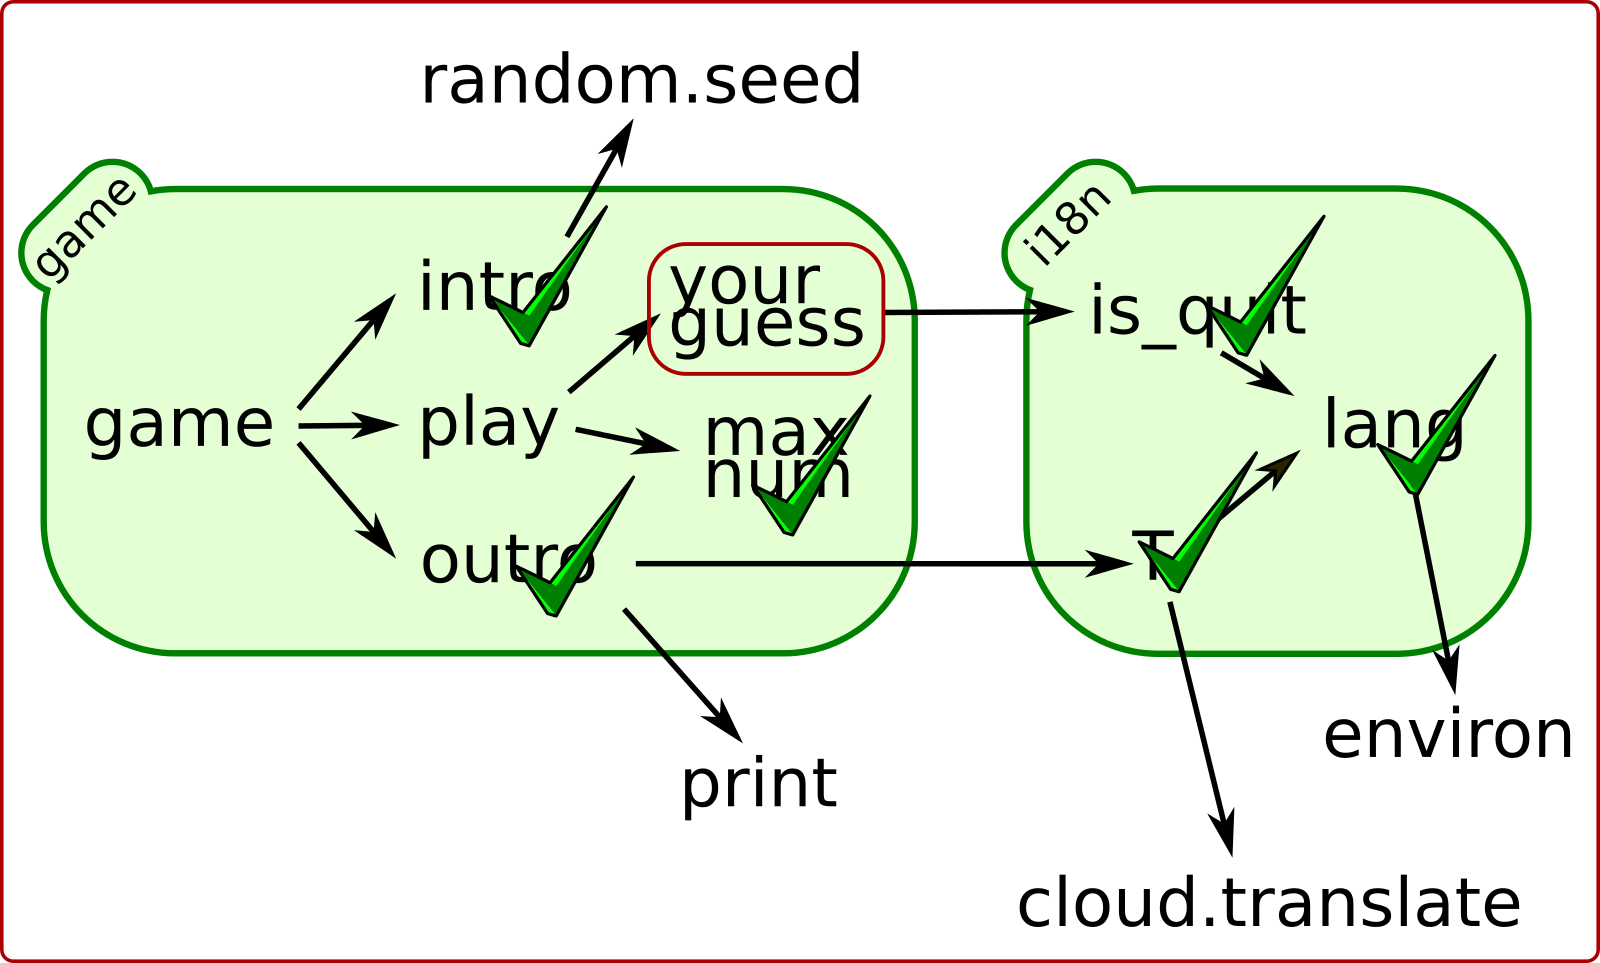 random.seed
game
i18n
intro
your
guess
is_quit
game
play
max
num
lang
outro
T
print
environ
cloud.translate